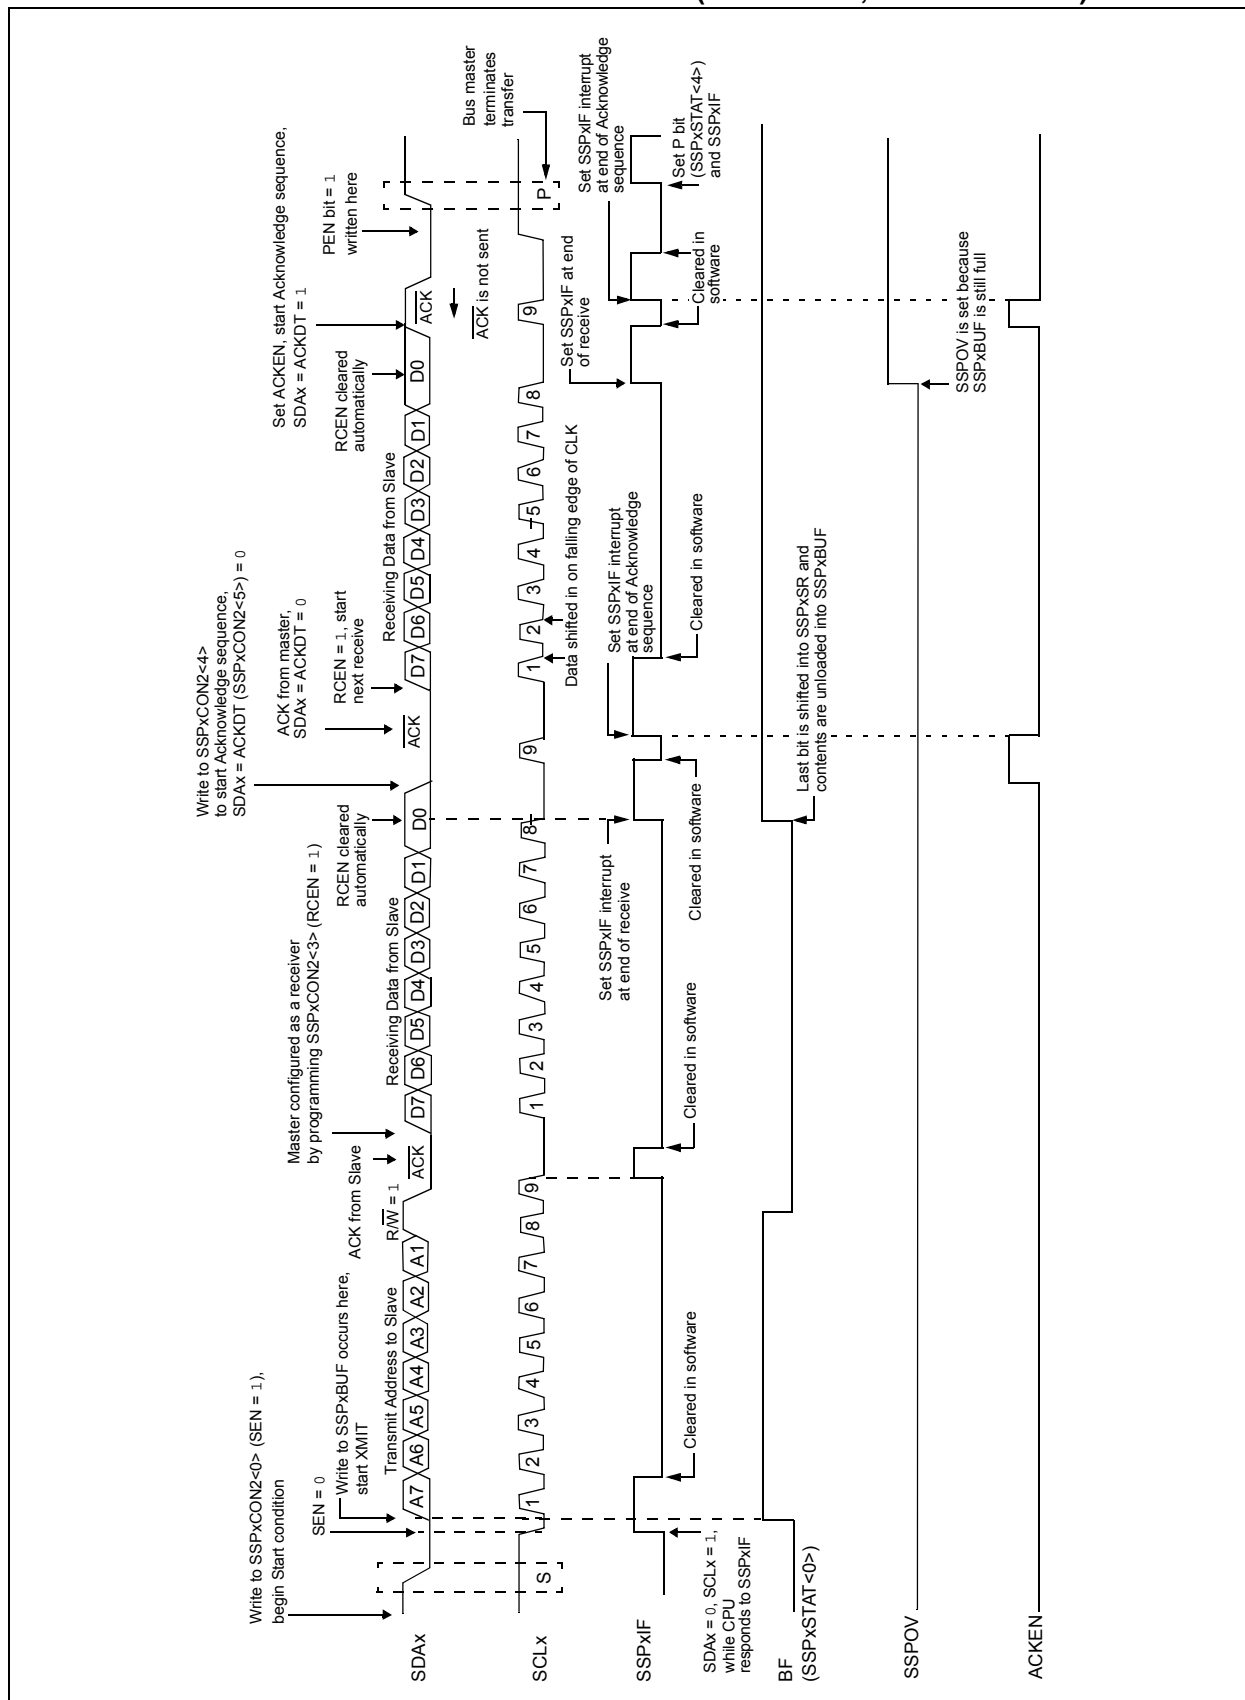 Write to SSPxCON2<0> (SEN = 1),
begin Start condition
SEN = 0
Write to SSPxBUF occurs here,
start XMIT
ACK from Slave
Master configured as a receiver
by programming SSPxCON2<3> (RCEN = 1)
RCEN cleared
automatically
Write to SSPxCON2<4>
to start Acknowledge sequence,
SDAx = ACKDT (SSPxCON2<5>) = 0
ACK from master,
SDAx = ACKDT = 0
RCEN = 1, start
next receive
RCEN cleared
automatically
Set ACKEN, start Acknowledge sequence,
SDAx = ACKDT = 1
PEN bit = 1
written here
Transmit Address to Slave
R/W = 1
Receiving Data from Slave
Receiving Data from Slave
SDAx
A7 A6 A5 A4 A3 A2 A1
ACK
D7 D6 D5 D4 D3 D2 D1 D0
ACK
D7 D6 D5 D4 D3 D2 D1 D0
ACK
ACK is not sent
Bus master
terminates
transfer
SCLx
S
1 2 3 4 5 6 7 8 9
1 2 3 4 5 6 7 8 9
1 2 3 4 5 6 7 8 9
P
Data shifted in on falling edge of CLK
SSPxIF
SDAx = 0, SCLx = 1,
while CPU
responds to SSPxIF
Cleared in software
Cleared in software
Set SSPxIF interrupt
at end of receive
Cleared in software
Set SSPxIF interrupt
at end of Acknowledge
sequence
Cleared in software
Set SSPxIF at end
of receive
Cleared in
software
Set SSPxIF interrupt
at end of Acknowledge
sequence
Set P bit
(SSPxSTAT<4>)
and SSPxIF
BF
(SSPxSTAT<0>)
Last bit is shifted into SSPxSR and
contents are unloaded into SSPxBUF
SSPOV
SSPOV is set because
SSPxBUF is still full
ACKEN